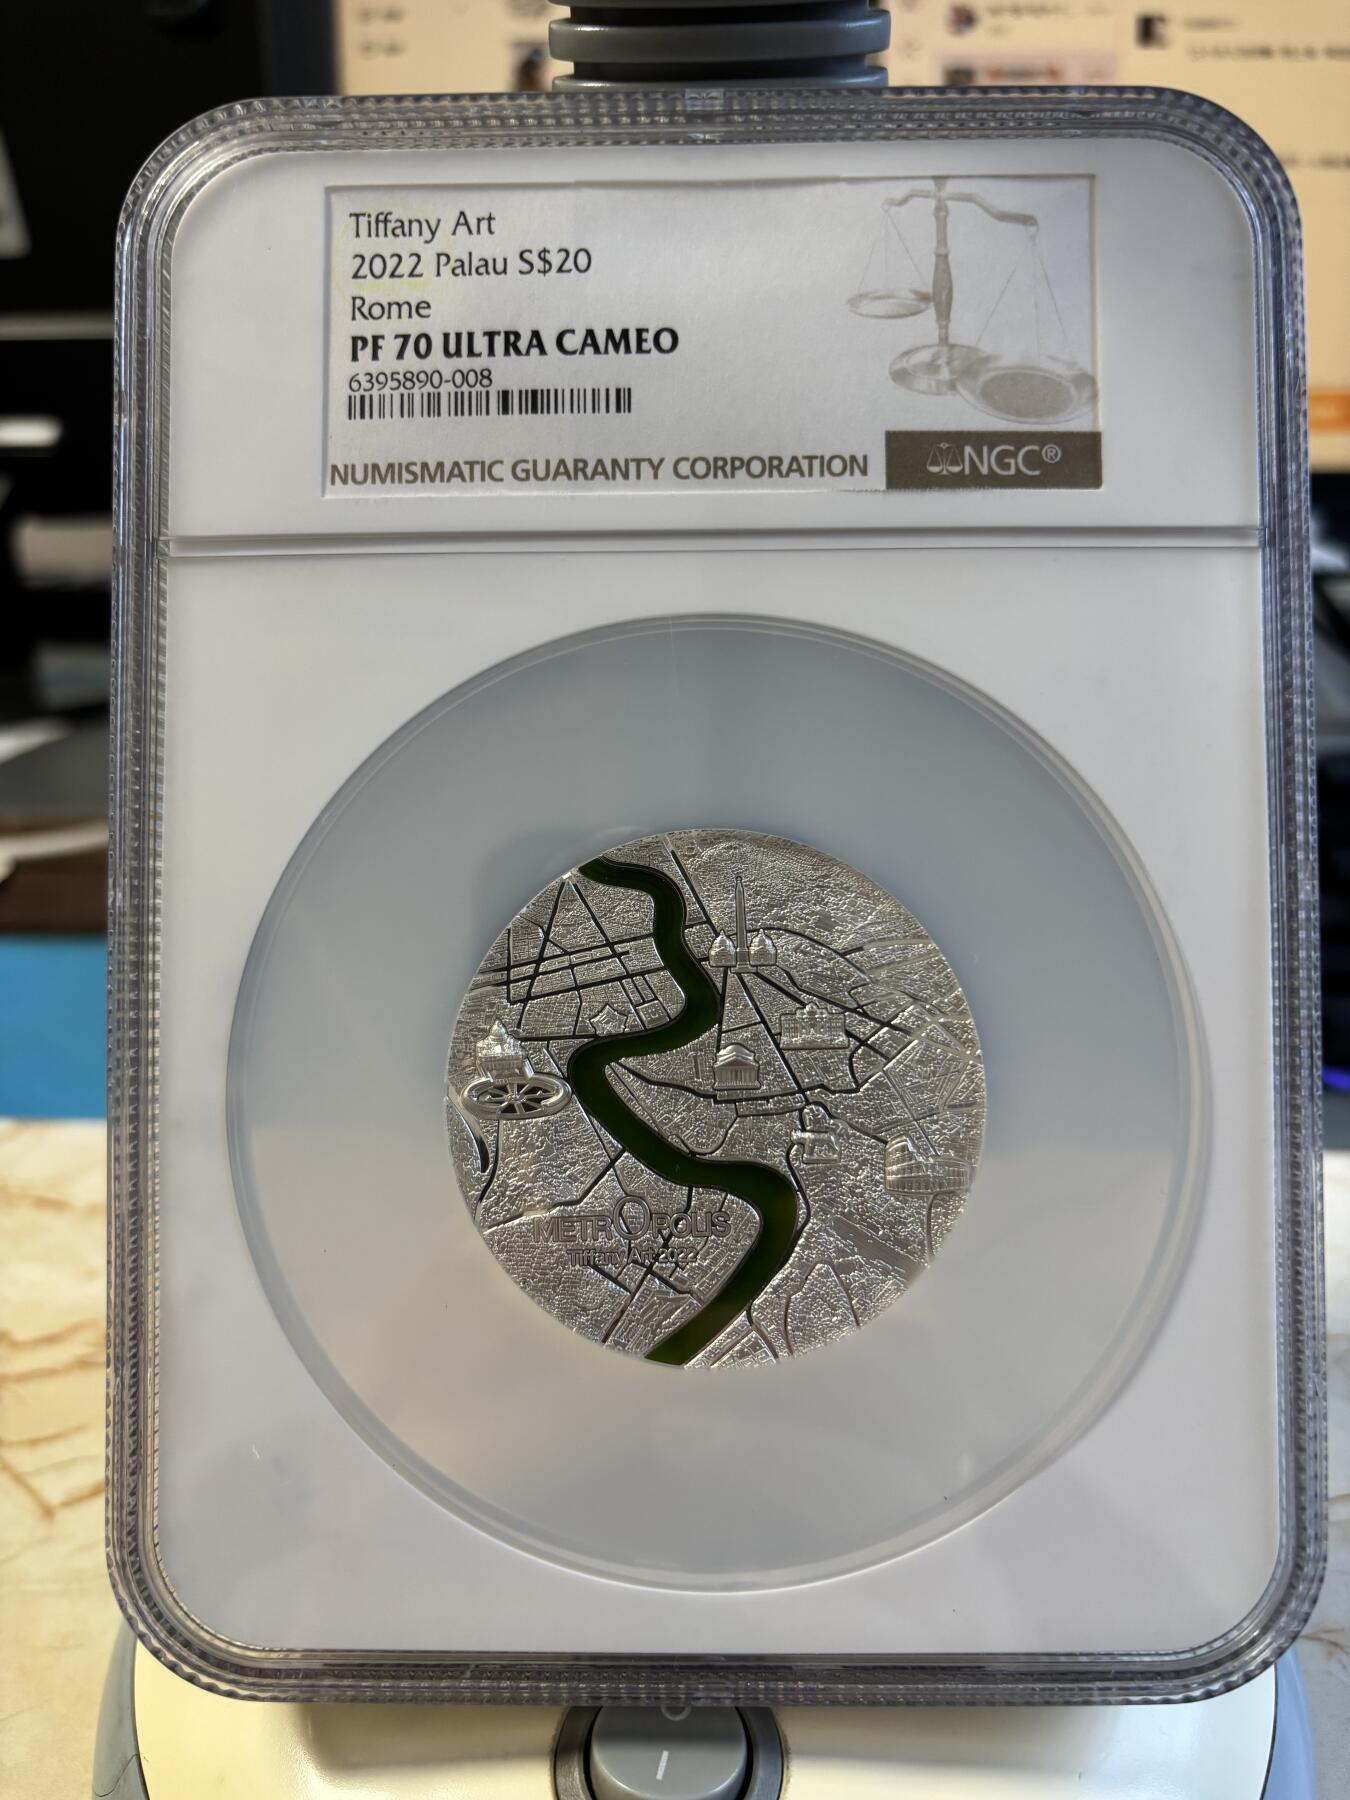 Tiffany Art
2022 Palau S$20
Rome
PF 70 ULTRA CAMEO
6395890-008
NUMISMATIC GUARANTY CORPORATION
NGC®
METROPOLIS
Tiffany Art 2022